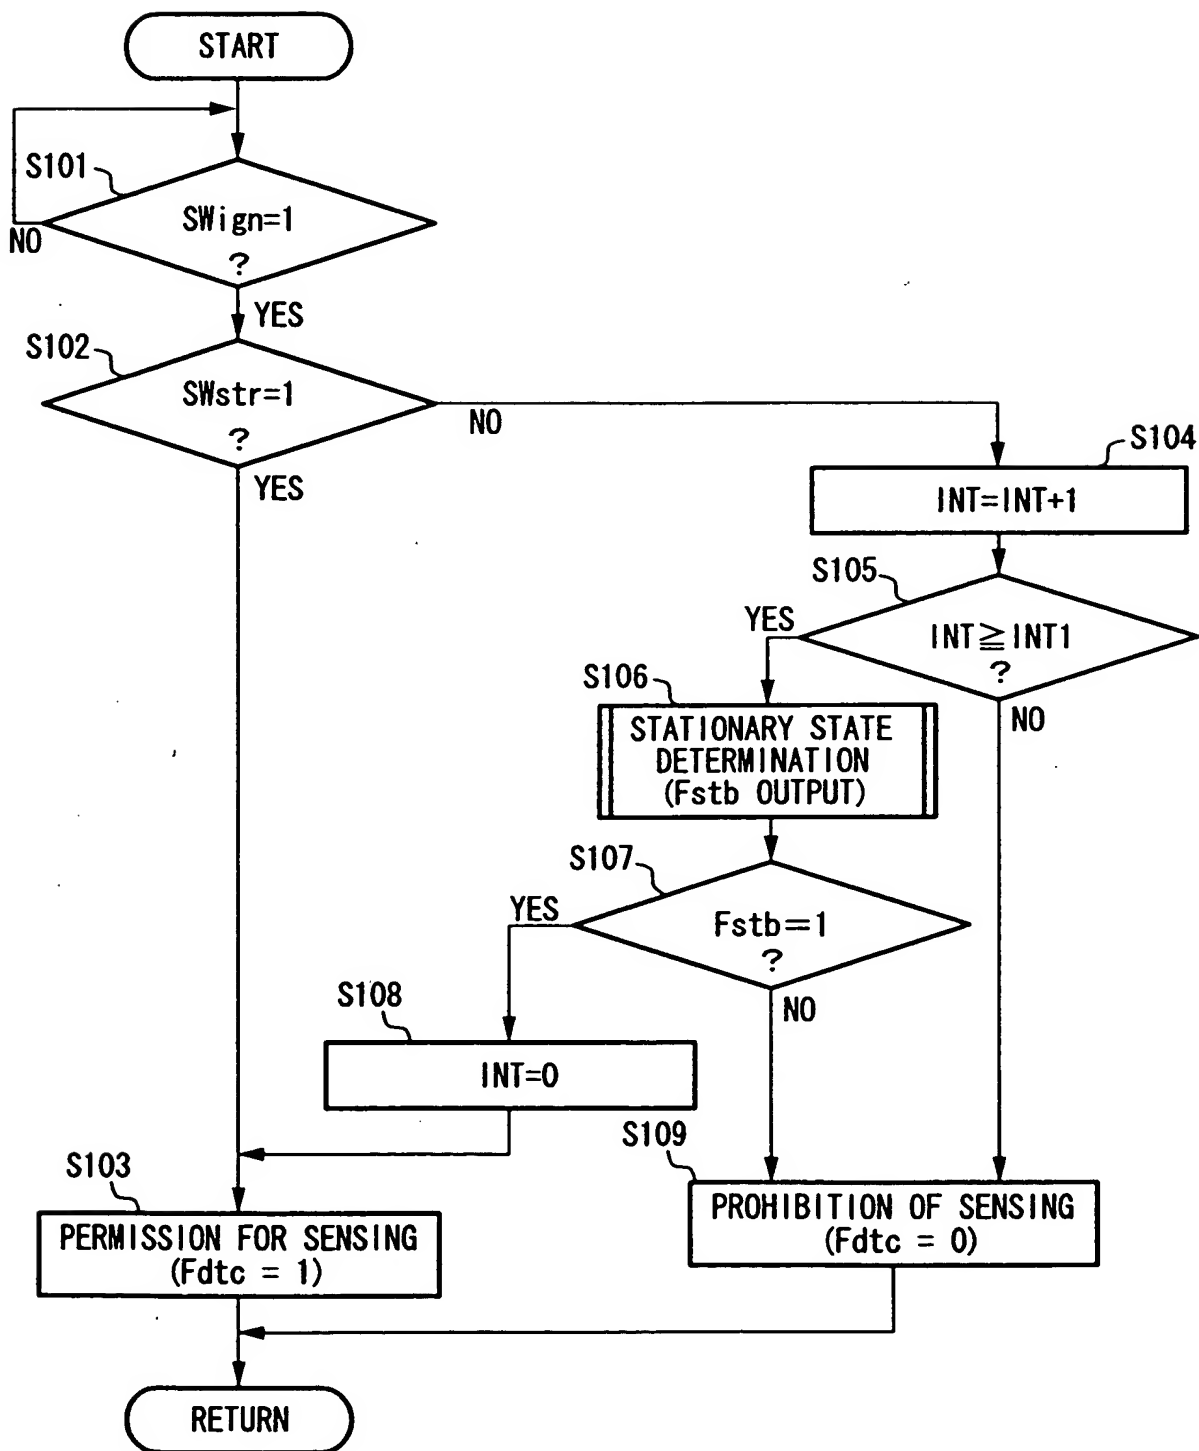 START
S101
SWign=1
?
NO
YES
S102
SWstr=1
?
NO
YES
S104
INT=INT+1
S105
INT≧INT1
?
YES
NO
S106
STATIONARY STATE
DETERMINATION
(Fstb OUTPUT)
S107
Fstb=1
?
YES
NO
S108
INT=0
S109
PROHIBITION OF SENSING
(Fdtc = 0)
S103
PERMISSION FOR SENSING
(Fdtc = 1)
RETURN